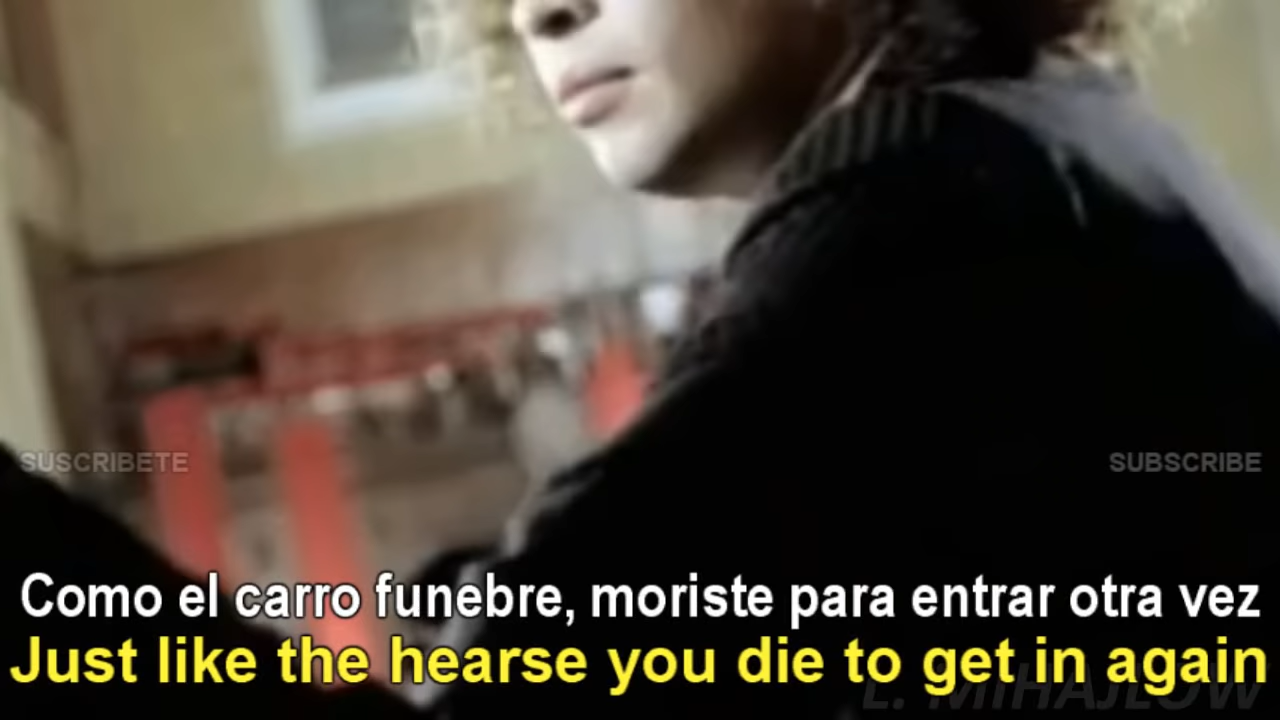 SUSCRIBETE
SUBSCRIBE
Como el carro funebre, moriste para entrar otra vez
Just like the hearse you die to get in again
L. MiHAJLOW